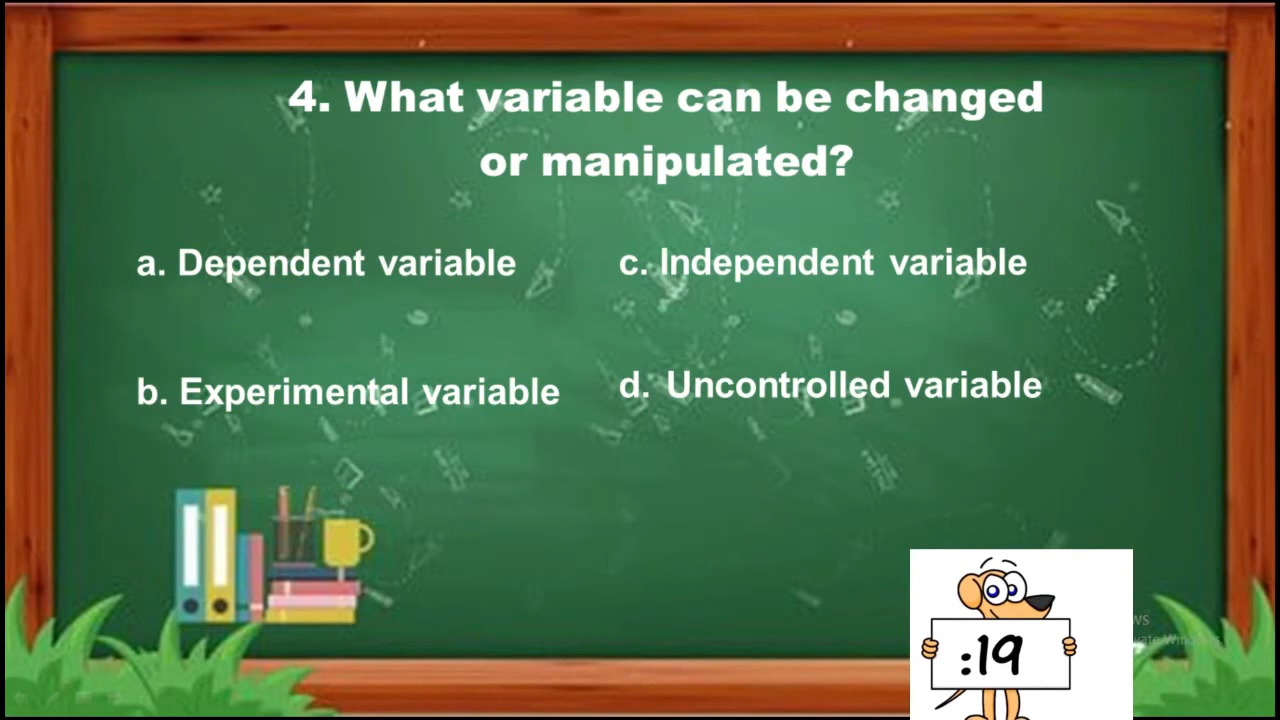 4. What variable can be changed
or manipulated?
a. Dependent variable
c. Independent variable
b. Experimental variable
d. Uncontrolled variable
:19